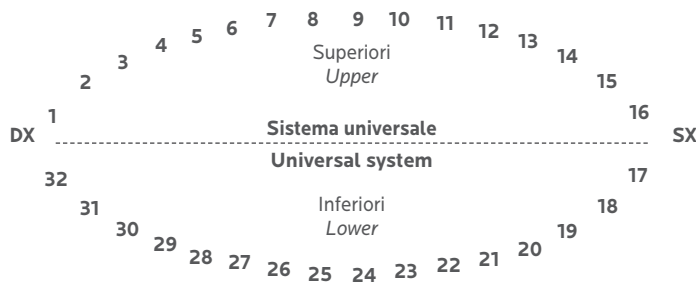 1 2 3 4 5 6 7 8 9 10 11 12 13 14 15 16
Superiori
Upper
DX Sistema universale SX
Universal system
Inferiori
Lower
32 31 30 29 28 27 26 25 24 23 22 21 20 19 18 17